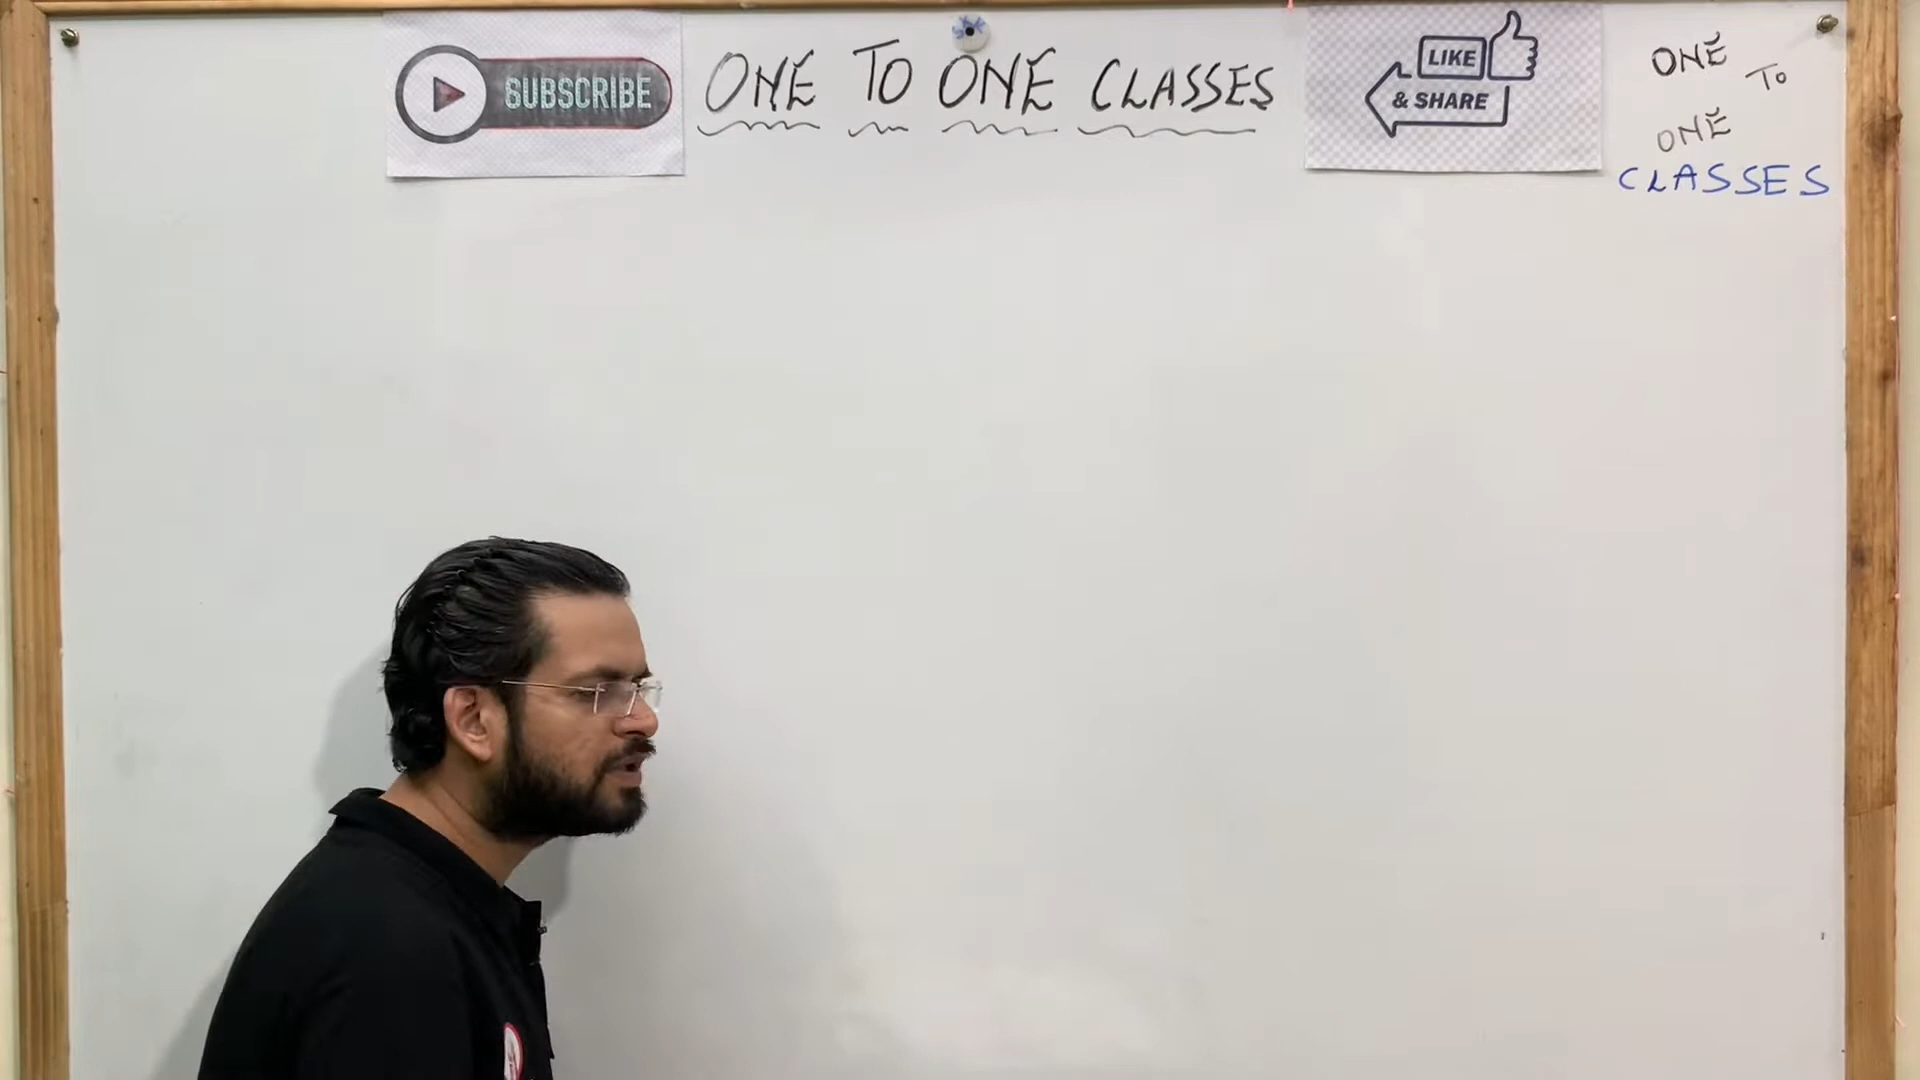 SUBSCRIBE
ONE TO ONE CLASSES
LIKE
& SHARE
ONE
TO
ONE
CLASSES